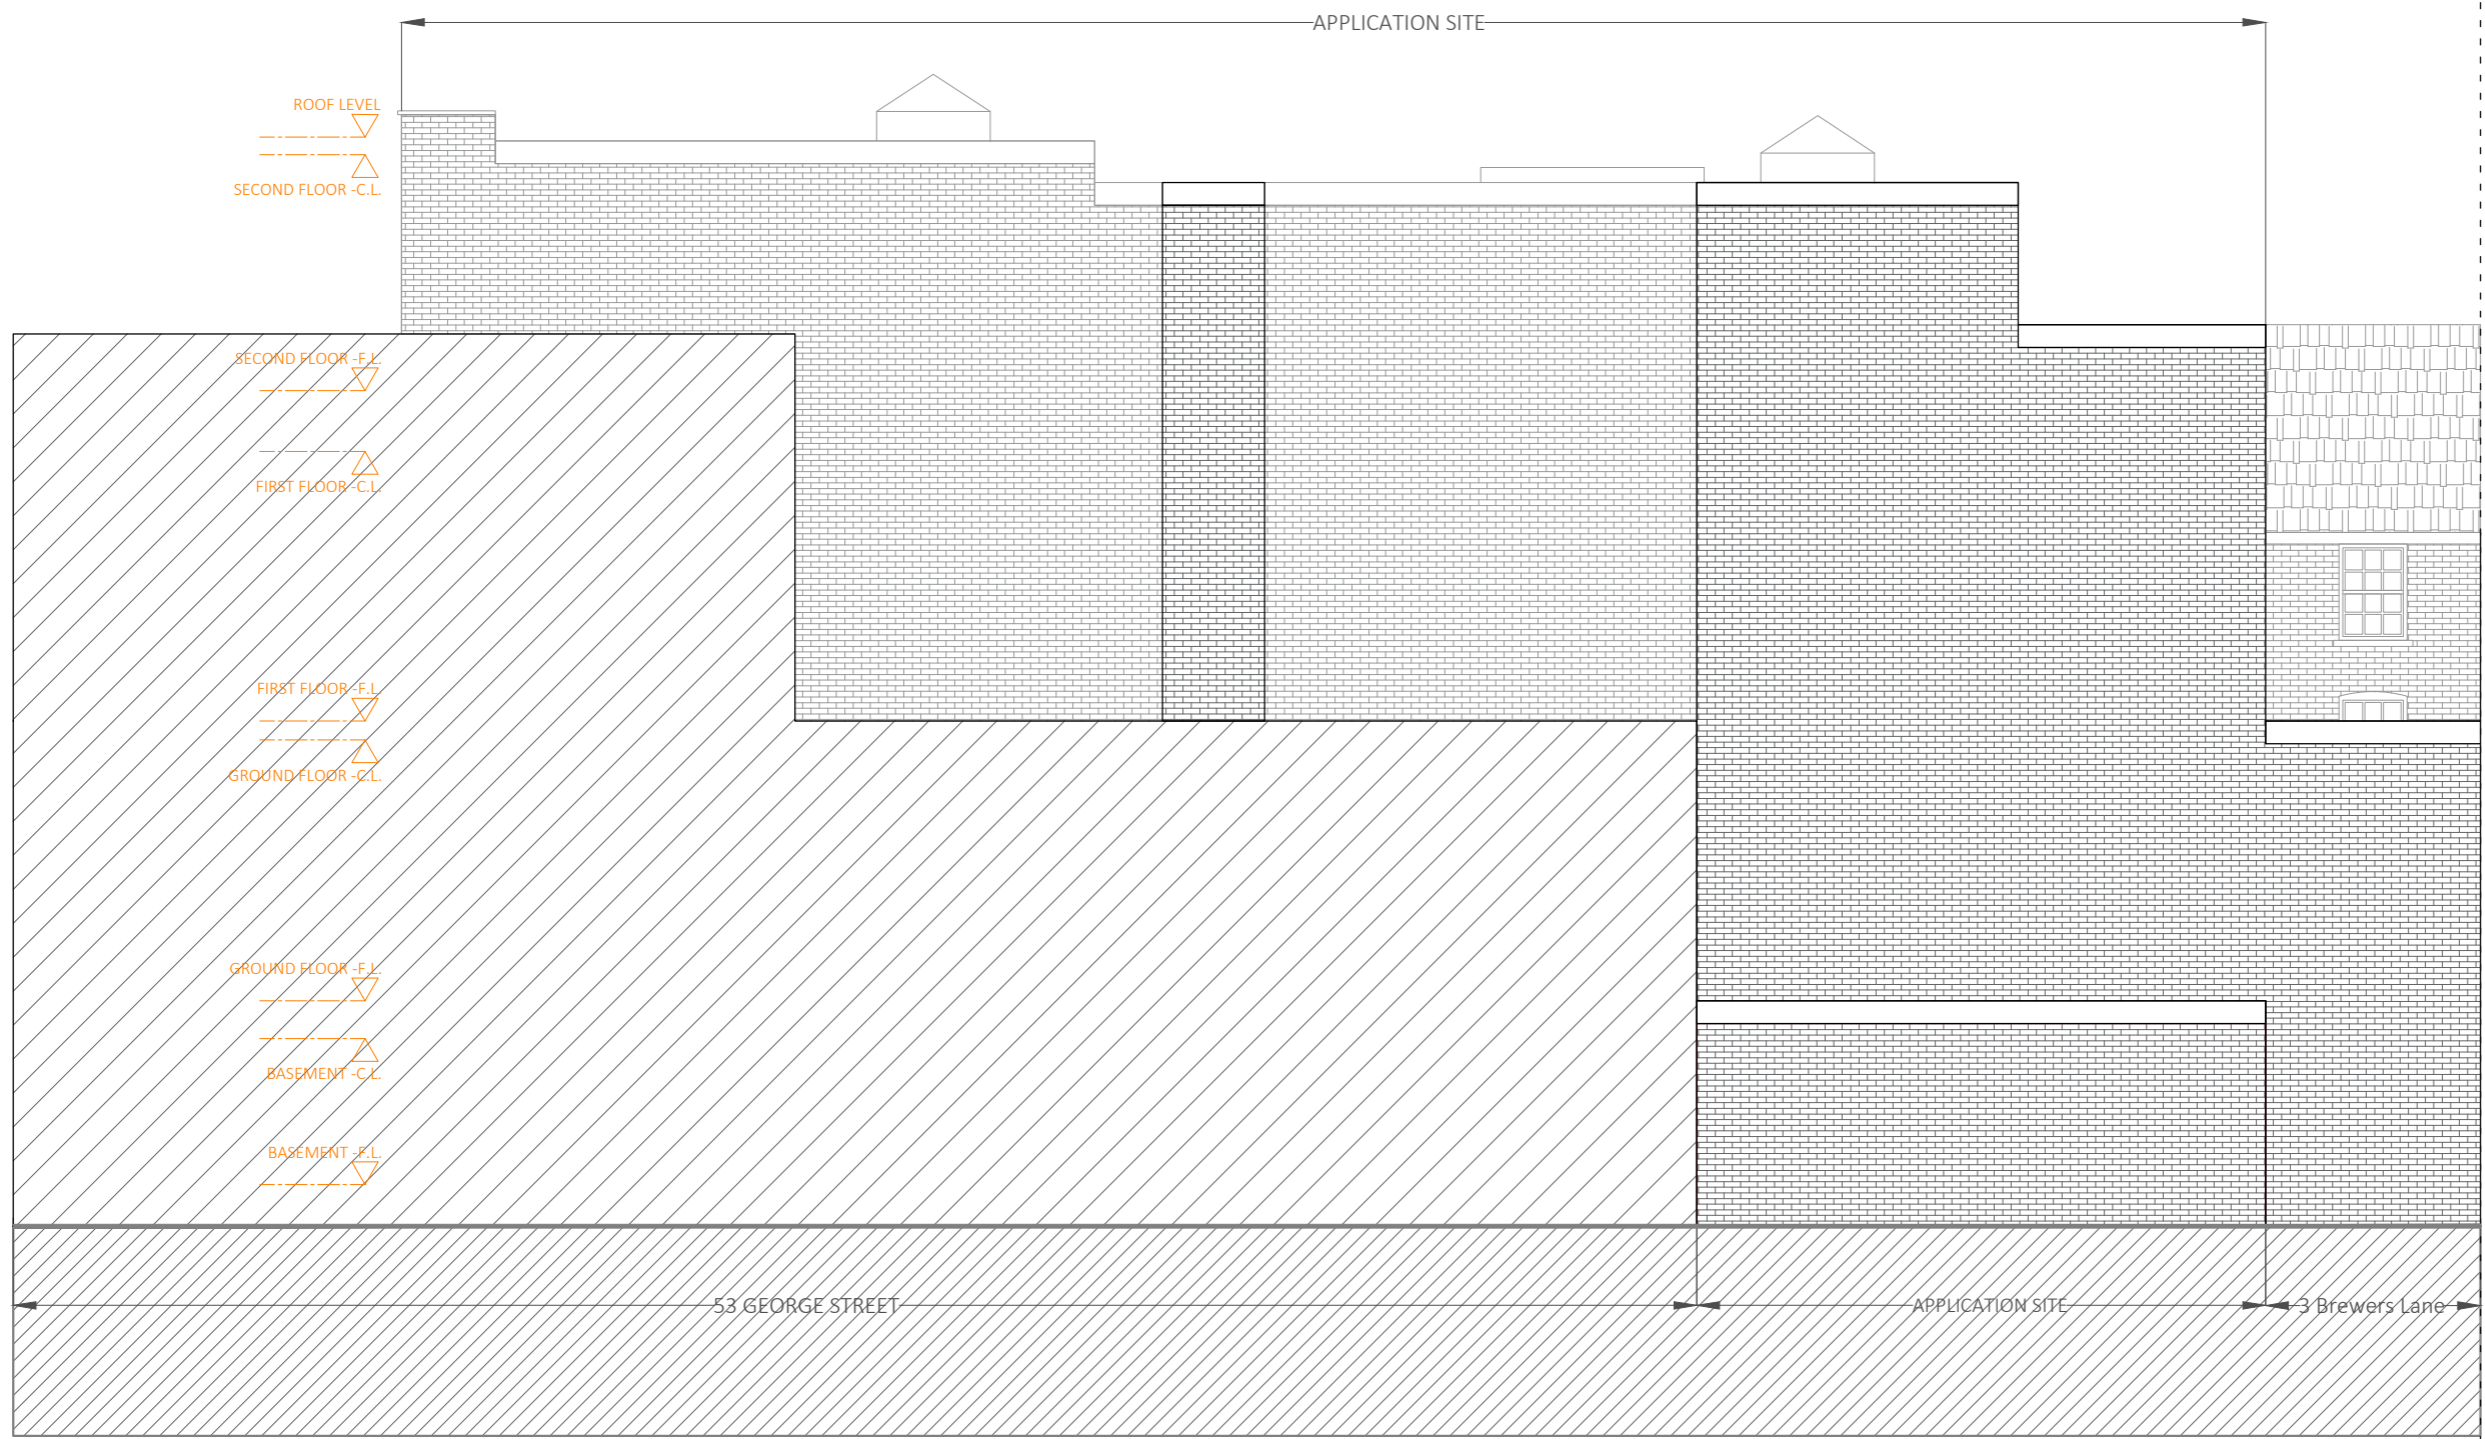 APPLICATION SITE
ROOF LEVEL
SECOND FLOOR -C.L.
SECOND FLOOR -F.L.
FIRST FLOOR -C.L.
FIRST FLOOR -F.L.
GROUND FLOOR -C.L.
GROUND FLOOR -F.L.
BASEMENT -C.L.
BASEMENT -F.L.
53 GEORGE STREET
APPLICATION SITE
3 Brewers Lane